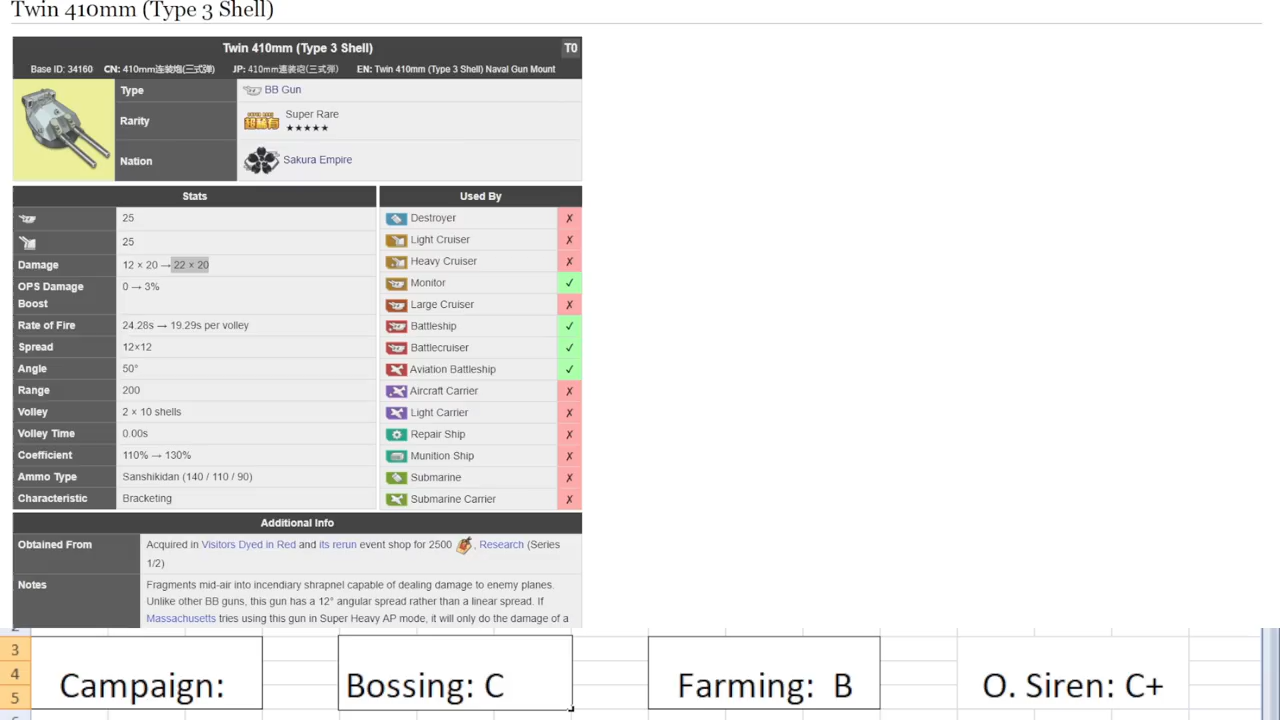 Twin 410mm (Type 3 Shell)
Twin 410mm (Type 3 Shell) T0
Base ID: 34160 CN: 410mm连装炮(三式弹) JP: 410mm連装砲(三式弾) EN: Twin 410mm (Type 3 Shell) Naval Gun Mount
Type BB Gun
Rarity 超稀有 Super Rare
★★★★★
Nation Sakura Empire
Stats Used By
25 Destroyer ✗
25 Light Cruiser ✗
Damage 12 × 20 → 22 × 20 Heavy Cruiser ✗
OPS Damage Boost 0 → 3% Monitor ✓
Large Cruiser ✗
Rate of Fire 24.28s → 19.29s per volley Battleship ✓
Spread 12×12 Battlecruiser ✓
Angle 50° Aviation Battleship ✓
Range 200 Aircraft Carrier ✗
Volley 2 × 10 shells Light Carrier ✗
Volley Time 0.00s Repair Ship ✗
Coefficient 110% → 130% Munition Ship ✗
Ammo Type Sanshikidan (140 / 110 / 90) Submarine ✗
Characteristic Bracketing Submarine Carrier ✗
Additional Info
Obtained From Acquired in Visitors Dyed in Red and its rerun event shop for 2500 , Research (Series
1/2)
Notes Fragments mid-air into incendiary shrapnel capable of dealing damage to enemy planes.
Unlike other BB guns, this gun has a 12° angular spread rather than a linear spread. If
Massachusetts tries using this gun in Super Heavy AP mode, it will only do the damage of a
3
4
5
Campaign: Bossing: C Farming: B O. Siren: C+